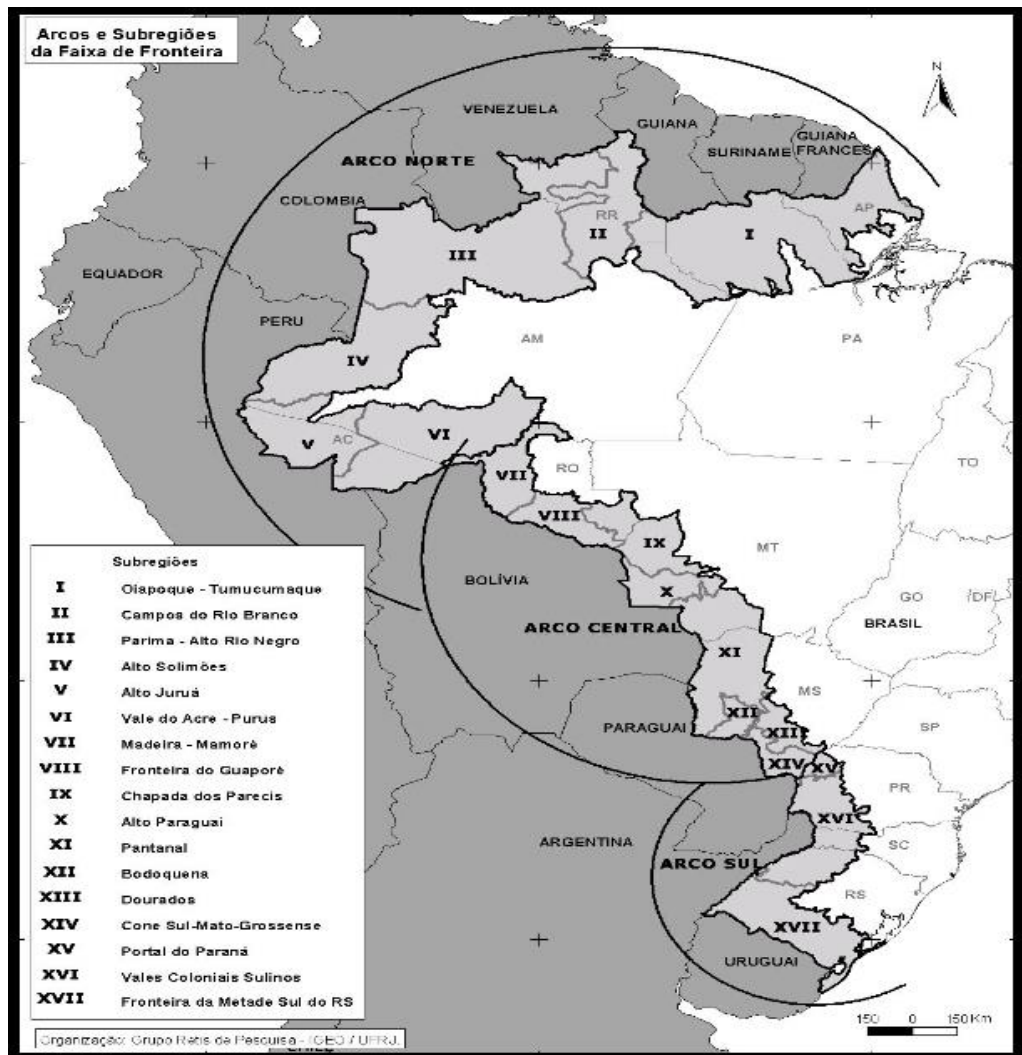 Arcos e Subregiões
da Faixa de Fronteira
N
VENEZUELA
GUIANA
SURINAME
GUIANA
FRANCES
ARCO NORTE
COLOMBIA
RR
AP
I
II
III
EQUADOR
PERU
IV
AM
PA
V
AC
VI
VII
RO
TO
VIII
IX
MT
BOLÍVIA
X
GO
/DF/
BRASIL
ARCO CENTRAL
XI
MS
XII
PARAGUAI
XIII
SP
XIV
XV
PR
XVI
ARGENTINA
SC
ARCO SUL
RS
XVII
URUGUAI
Subregiões
I Oiapoque - Tumucumaque
II Campos do Rio Branco
III Parima - Alto Rio Negro
IV Alto Solimões
V Alto Juruá
VI Vale do Acre - Purus
VII Madeira - Mamoré
VIII Fronteira do Guaporé
IX Chapada dos Parecis
X Alto Paraguai
XI Pantanal
XII Bodoquena
XIII Dourados
XIV Cone Sul-Mato-Grossense
XV Portal do Paraná
XVI Vales Coloniais Sulinos
XVII Fronteira da Metade Sul do RS
150 0 150 Km
Organização: Grupo Retis de Pesquisa - IGEO / UFRJ.